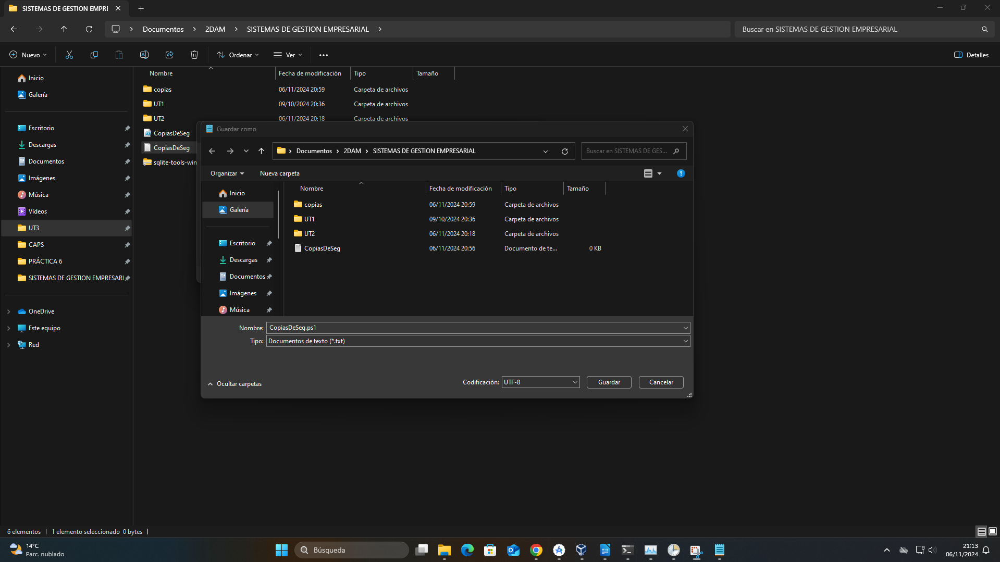 SISTEMAS DE GESTION EMPRI
Documentos
2DAM
SISTEMAS DE GESTION EMPRESARIAL
Buscar en SISTEMAS DE GESTION EMPRESARIAL
Nuevo
Ordenar
Ver
Detalles
Inicio
Galería
Escritorio
Descargas
Documentos
Imágenes
Música
Vídeos
UT3
CAPS
PRÁCTICA 6
SISTEMAS DE GESTION EMPRESARI
OneDrive
Este equipo
Red
Nombre Fecha de modificación Tipo Tamaño
copias 06/11/2024 20:59 Carpeta de archivos
UT1 09/10/2024 20:36 Carpeta de archivos
UT2 06/11/2024 20:18 Carpeta de archivos
CopiasDeSeg
CopiasDeSeg
sqlite-tools-win
Guardar como
Documentos
2DAM
SISTEMAS DE GESTION EMPRESARIAL
Buscar en SISTEMAS DE GES...
Organizar
Nueva carpeta
Inicio
Galería
Escritorio
Descargas
Documentos
Imágenes
Música
Nombre Fecha de modificación Tipo Tamaño
copias 06/11/2024 20:59 Carpeta de archivos
UT1 09/10/2024 20:36 Carpeta de archivos
UT2 06/11/2024 20:18 Carpeta de archivos
CopiasDeSeg 06/11/2024 20:56 Documento de te... 0 KB
Nombre: CopiasDeSeg.ps1
Tipo: Documentos de texto (*.txt)
Ocultar carpetas
Codificación: UTF-8
Guardar
Cancelar
6 elementos
1 elemento seleccionado 0 bytes
14°C
Parc. nublado
Búsqueda
21:13
06/11/2024